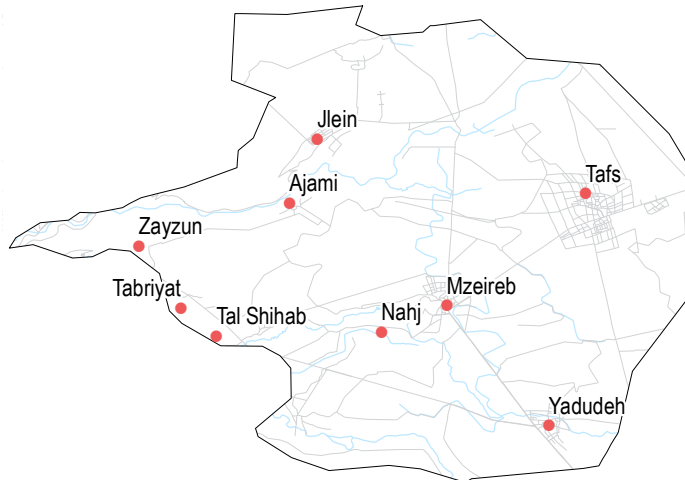 Jlein
Tafs
Ajami
Zayzun
Tabriyat
Mzeireb
Tal Shihab
Nahj
Yadudeh